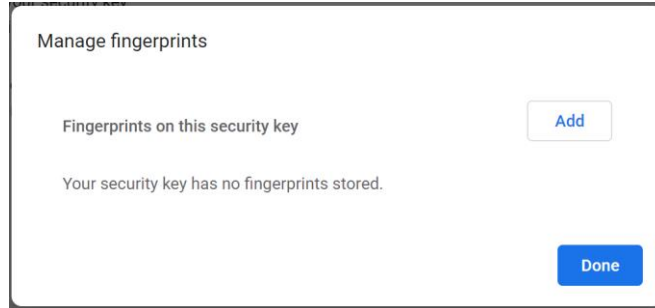 Manage fingerprints
Fingerprints on this security key
Add
Your security key has no fingerprints stored.
Done